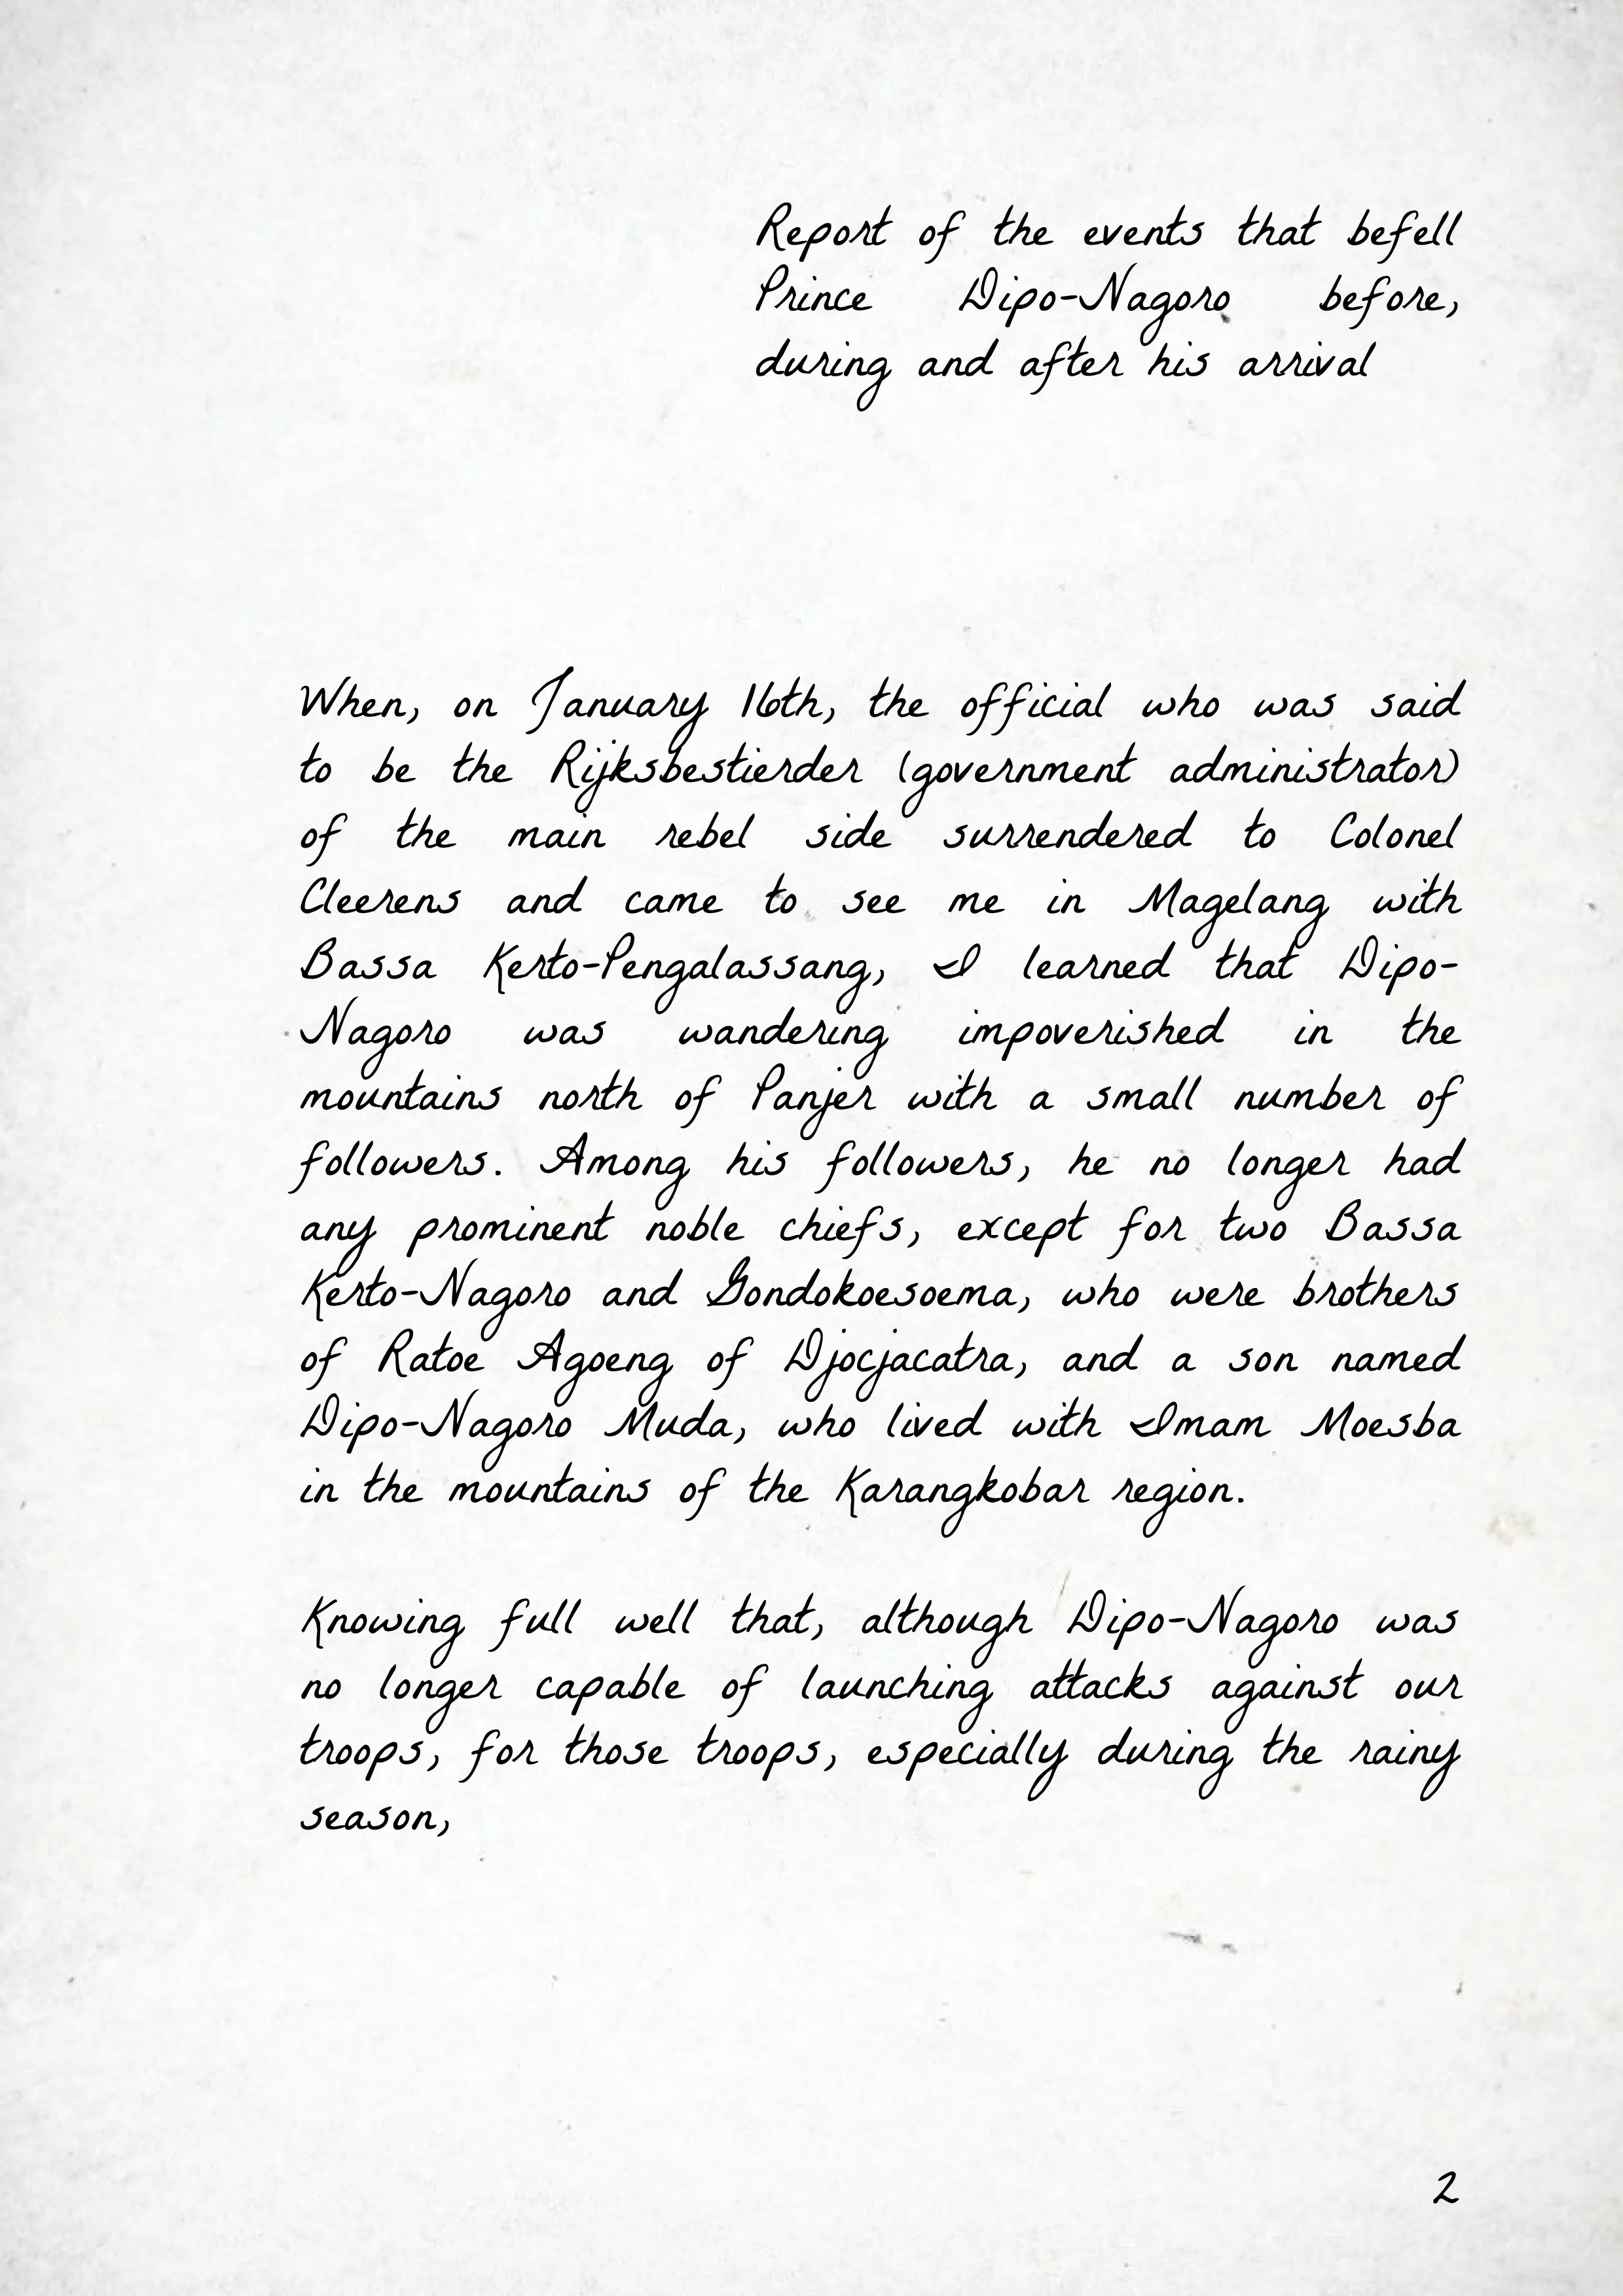 Report of the events that befell
Prince Dipo-Nagoro before,
during and after his arrival
When, on January 16th, the official who was said
to be the Rijksbestierder (government administrator)
of the main rebel side surrendered to Colonel
Cleerens and came to see me in Magelang with
Bassa Kerto-Pengalassang, I learned that Dipo-
Nagoro was wandering impoverished in the
mountains north of Panjer with a small number of
followers. Among his followers, he no longer had
any prominent noble chiefs, except for two Bassa
Kerto-Nagoro and Gondokoesoema, who were brothers
of Ratoe Agoeng of Djocjacatra, and a son named
Dipo-Nagoro Muda, who lived with Imam Moesba
in the mountains of the Karangkobar region.
Knowing full well that, although Dipo-Nagoro was
no longer capable of launching attacks against our
troops, for those troops, especially during the rainy
season,
2